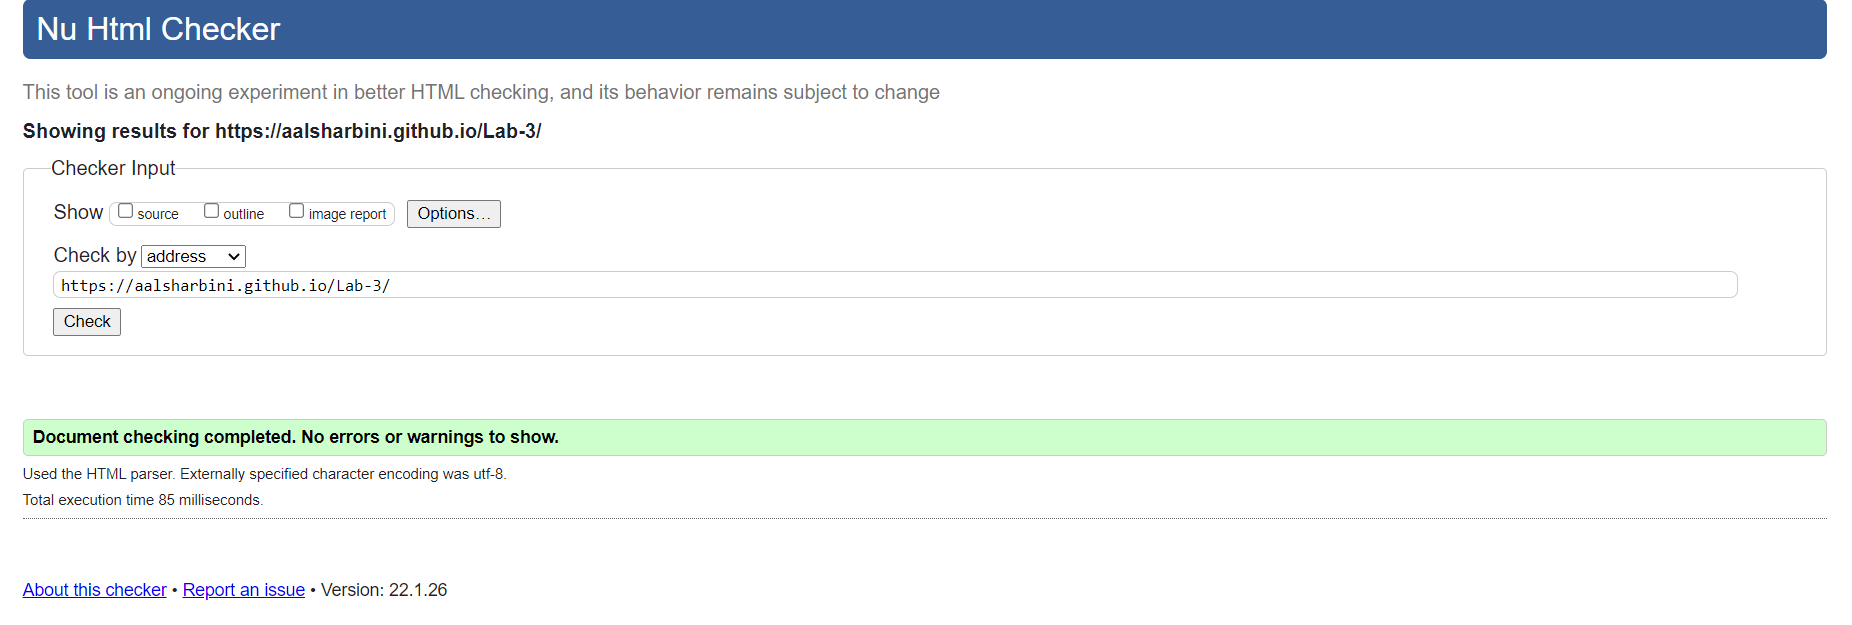 Nu Html Checker
This tool is an ongoing experiment in better HTML checking, and its behavior remains subject to change
Showing results for https://aalsharbini.github.io/Lab-3/
Checker Input
Show source outline image report Options...
Check by address
https://aalsharbini.github.io/Lab-3/
Check
Document checking completed. No errors or warnings to show.
Used the HTML parser. Externally specified character encoding was utf-8.
Total execution time 85 milliseconds.
About this checker • Report an issue • Version: 22.1.26